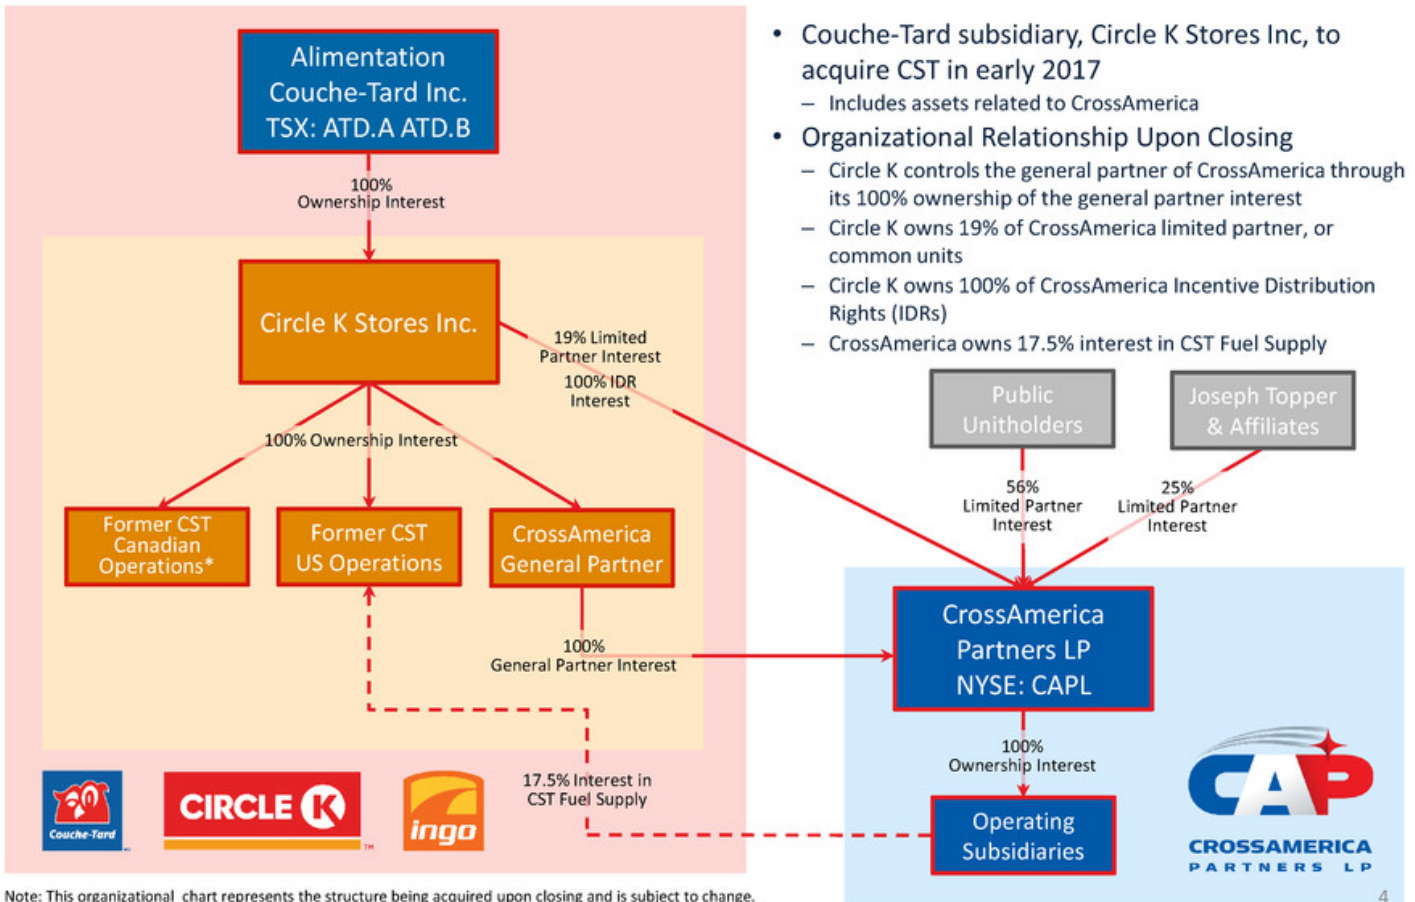 Alimentation
Couche-Tard Inc.
TSX: ATD.A ATD.B
100%
Ownership Interest
Circle K Stores Inc.
19% Limited
Partner Interest
100% IDR
Interest
100% Ownership Interest
Former CST
Canadian
Operations*
Former CST
US Operations
CrossAmerica
General Partner
100%
General Partner Interest
17.5% Interest in
CST Fuel Supply
Couche-Tard
CIRCLE K
TM
ingo
• Couche-Tard subsidiary, Circle K Stores Inc, to
acquire CST in early 2017
– Includes assets related to CrossAmerica
• Organizational Relationship Upon Closing
– Circle K controls the general partner of CrossAmerica through
its 100% ownership of the general partner interest
– Circle K owns 19% of CrossAmerica limited partner, or
common units
– Circle K owns 100% of CrossAmerica Incentive Distribution
Rights (IDRs)
– CrossAmerica owns 17.5% interest in CST Fuel Supply
Public
Unitholders
Joseph Topper
& Affiliates
56%
Limited Partner
Interest
25%
Limited Partner
Interest
CrossAmerica
Partners LP
NYSE: CAPL
100%
Ownership Interest
Operating
Subsidiaries
CAP
CROSSAMERICA
PARTNERS LP
Note: This organizational chart represents the structure being acquired upon closing and is subject to change.
4